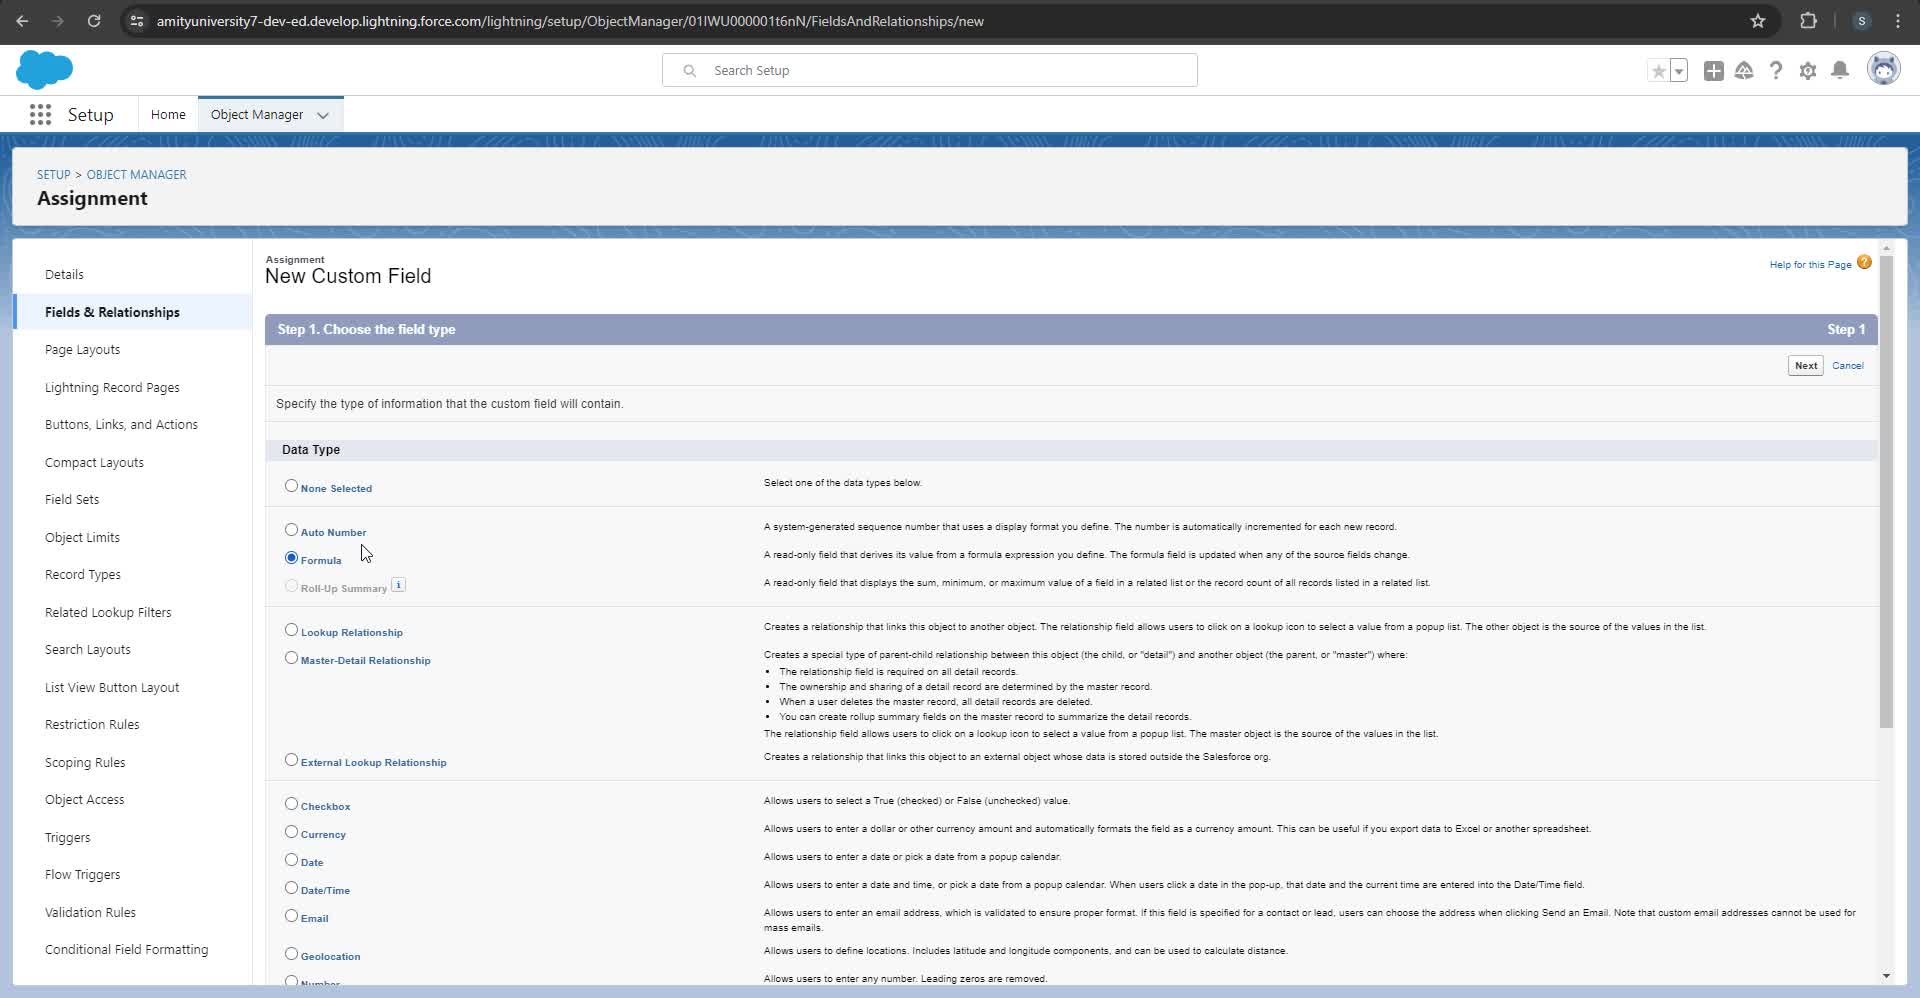 amityuniversity7-dev-ed.develop.lightning.force.com/lightning/setup/ObjectManager/01IWU000001t6nN/FieldsAndRelationships/new
S
Search Setup
Setup
Home
Object Manager
SETUP > OBJECT MANAGER
Assignment
Details
Fields & Relationships
Page Layouts
Lightning Record Pages
Buttons, Links, and Actions
Compact Layouts
Field Sets
Object Limits
Record Types
Related Lookup Filters
Search Layouts
List View Button Layout
Restriction Rules
Scoping Rules
Object Access
Triggers
Flow Triggers
Validation Rules
Conditional Field Formatting
Assignment
New Custom Field
Help for this Page ?
Step 1. Choose the field type Step 1
Next Cancel
Specify the type of information that the custom field will contain.
Data Type
None Selected Select one of the data types below.
Auto Number A system-generated sequence number that uses a display format you define. The number is automatically incremented for each new record.
Formula A read-only field that derives its value from a formula expression you define. The formula field is updated when any of the source fields change.
Roll-Up Summary i A read-only field that displays the sum, minimum, or maximum value of a field in a related list or the record count of all records listed in a related list.
Lookup Relationship Creates a relationship that links this object to another object. The relationship field allows users to click on a lookup icon to select a value from a popup list. The other object is the source of the values in the list.
Master-Detail Relationship Creates a special type of parent-child relationship between this object (the child, or "detail") and another object (the parent, or "master") where:
• The relationship field is required on all detail records.
• The ownership and sharing of a detail record are determined by the master record.
• When a user deletes the master record, all detail records are deleted.
• You can create rollup summary fields on the master record to summarize the detail records.
The relationship field allows users to click on a lookup icon to select a value from a popup list. The master object is the source of the values in the list.
External Lookup Relationship Creates a relationship that links this object to an external object whose data is stored outside the Salesforce org.
Checkbox Allows users to select a True (checked) or False (unchecked) value.
Currency Allows users to enter a dollar or other currency amount and automatically formats the field as a currency amount. This can be useful if you export data to Excel or another spreadsheet.
Date Allows users to enter a date or pick a date from a popup calendar.
Date/Time Allows users to enter a date and time, or pick a date from a popup calendar. When users click a date in the pop-up, that date and the current time are entered into the Date/Time field.
Email Allows users to enter an email address, which is validated to ensure proper format. If this field is specified for a contact or lead, users can choose the address when clicking Send an Email. Note that custom email addresses cannot be used for
mass emails.
Geolocation Allows users to define locations. Includes latitude and longitude components, and can be used to calculate distance.
Number Allows users to enter any number. Leading zeros are removed.